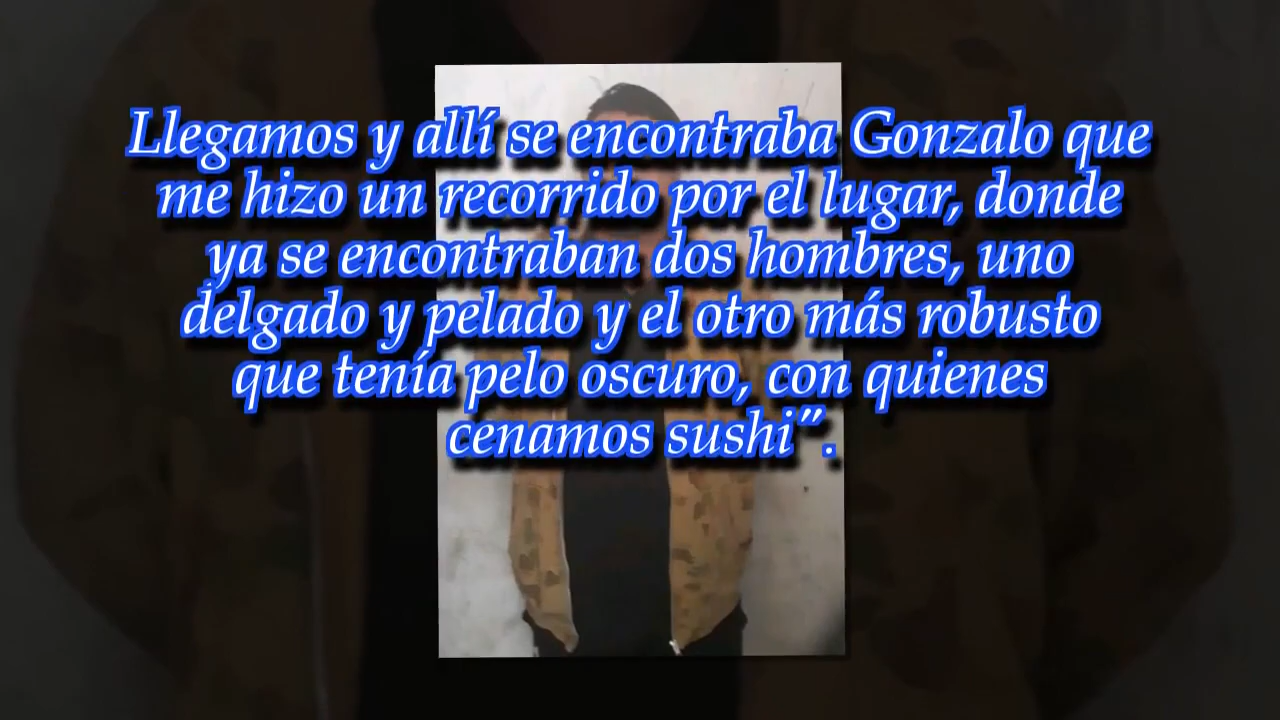 Llegamos y allí se encontraba Gonzalo que
me hizo un recorrido por el lugar, donde
ya se encontraban dos hombres, uno
delgado y pelado y el otro más robusto
que tenía pelo oscuro, con quienes
cenamos sushi”.